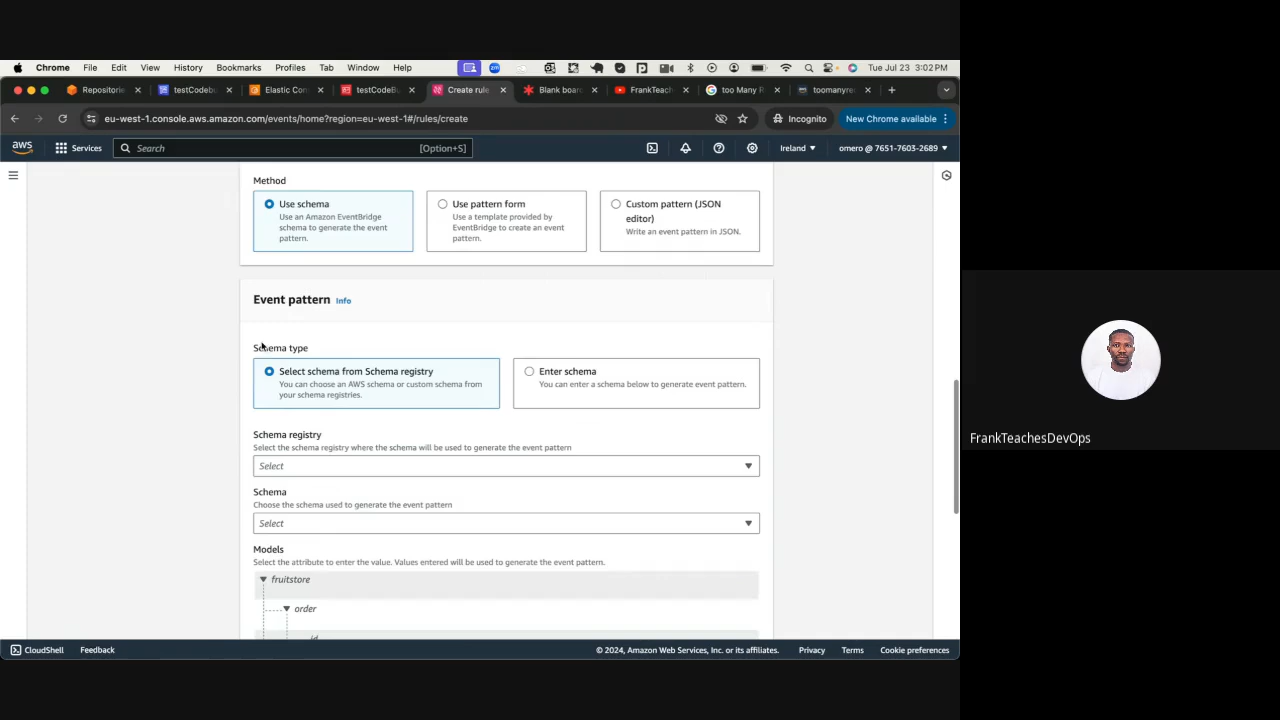 Chrome File Edit View History Bookmarks Profiles Tab Window Help Tue Jul 23 3:02 PM
Repositorie testCodebu Elastic Con testCodeBu Create rule Blank boar FrankTeach too Many R toomanyre
eu-west-1.console.aws.amazon.com/events/home?region=eu-west-1#/rules/create Incognito New Chrome available
aws Services Search [Option+S] Ireland omero @ 7651-7603-2689
Method
Use schema
Use an Amazon EventBridge
schema to generate the event
pattern.
Use pattern form
Use a template provided by
EventBridge to create an event
pattern.
Custom pattern (JSON
editor)
Write an event pattern in JSON.
Event pattern Info
Schema type
Select schema from Schema registry
You can choose an AWS schema or custom schema from
your schema registries.
Enter schema
You can enter a schema below to generate event pattern.
Schema registry
Select the schema registry where the schema will be used to generate the event pattern
Select
Schema
Choose the schema used to generate the event pattern
Select
Models
Select the attribute to enter the value. Values entered will be used to generate the event pattern.
fruitstore
order
id
CloudShell Feedback © 2024, Amazon Web Services, Inc. or its affiliates. Privacy Terms Cookie preferences
FrankTeachesDevOps